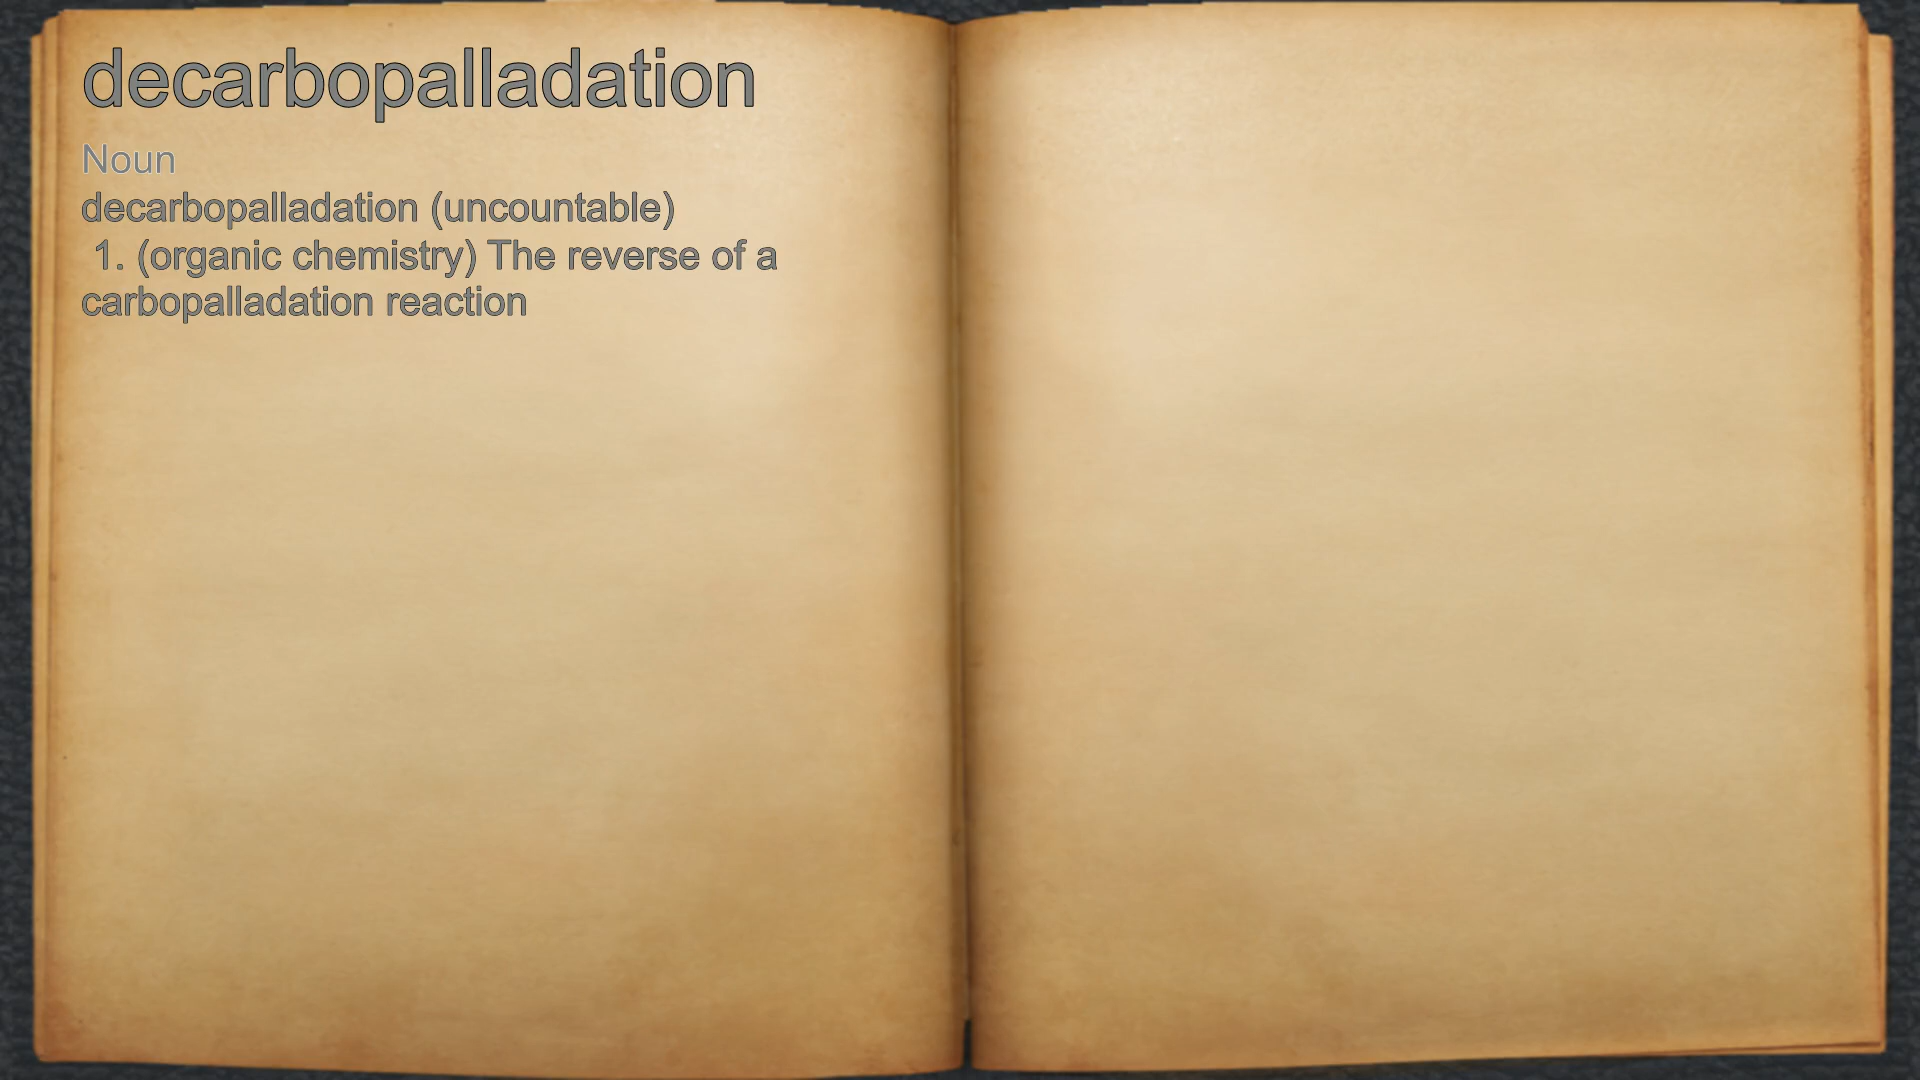 decarbopalladation
Noun
decarbopalladation (uncountable)
1. (organic chemistry) The reverse of a
carbopalladation reaction